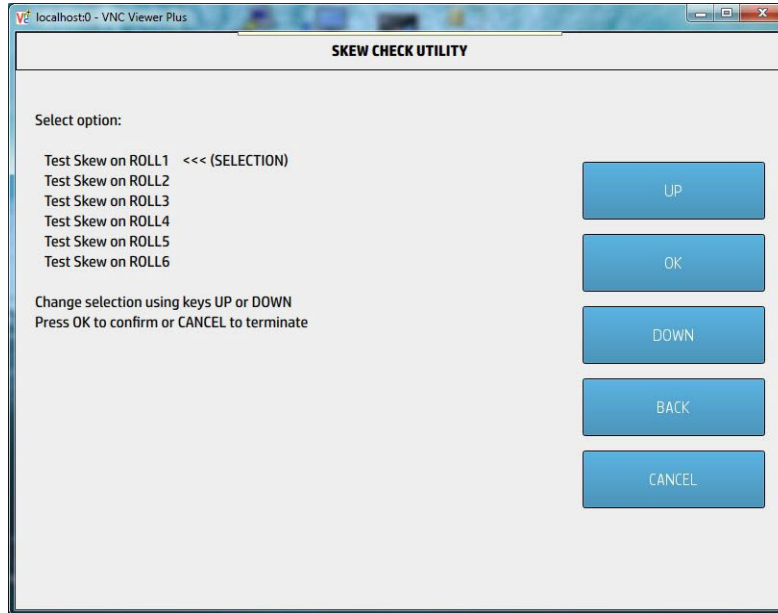 localhost:0 - VNC Viewer Plus
SKEW CHECK UTILITY
Select option:
Test Skew on ROLL1 <<< (SELECTION)
Test Skew on ROLL2
Test Skew on ROLL3
Test Skew on ROLL4
Test Skew on ROLL5
Test Skew on ROLL6
Change selection using keys UP or DOWN
Press OK to confirm or CANCEL to terminate
UP
OK
DOWN
BACK
CANCEL